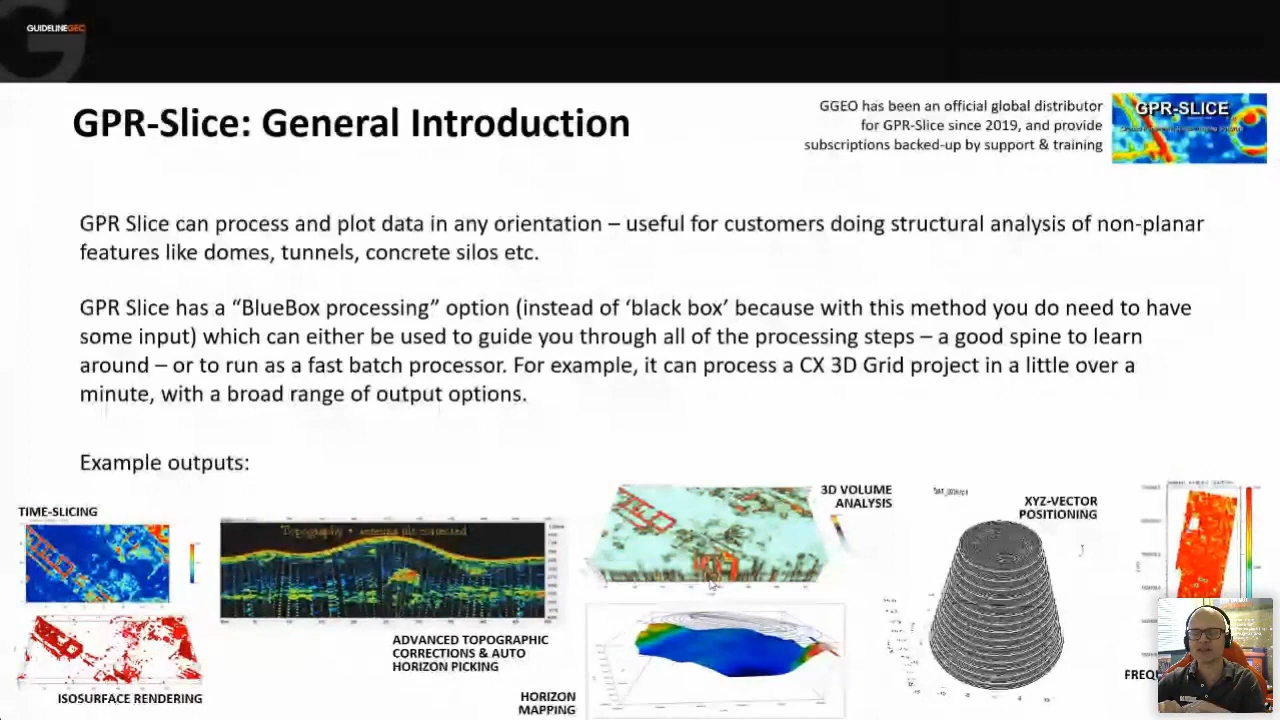 GUIDELINEGEO
GPR-Slice: General Introduction
GGEO has been an official global distributor
for GPR-Slice since 2019, and provide
subscriptions backed-up by support & training
GPR-SLICE
GPR Slice can process and plot data in any orientation – useful for customers doing structural analysis of non-planar
features like domes, tunnels, concrete silos etc.
GPR Slice has a “BlueBox processing” option (instead of ‘black box’ because with this method you do need to have
some input) which can either be used to guide you through all of the processing steps – a good spine to learn
around – or to run as a fast batch processor. For example, it can process a CX 3D Grid project in a little over a
minute, with a broad range of output options.
Example outputs:
TIME-SLICING
ISOSURFACE RENDERING
Topography + antenna tilt corrected
ADVANCED TOPOGRAPHIC
CORRECTIONS & AUTO
HORIZON PICKING
3D VOLUME
ANALYSIS
HORIZON
MAPPING
XYZ-VECTOR
POSITIONING